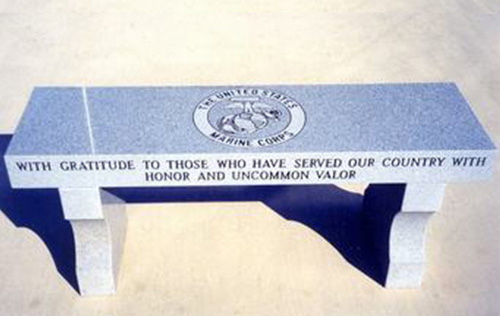 THE UNITED STATES
MARINE CORPS
WITH GRATITUDE TO THOSE WHO HAVE SERVED OUR COUNTRY WITH
HONOR AND UNCOMMON VALOR